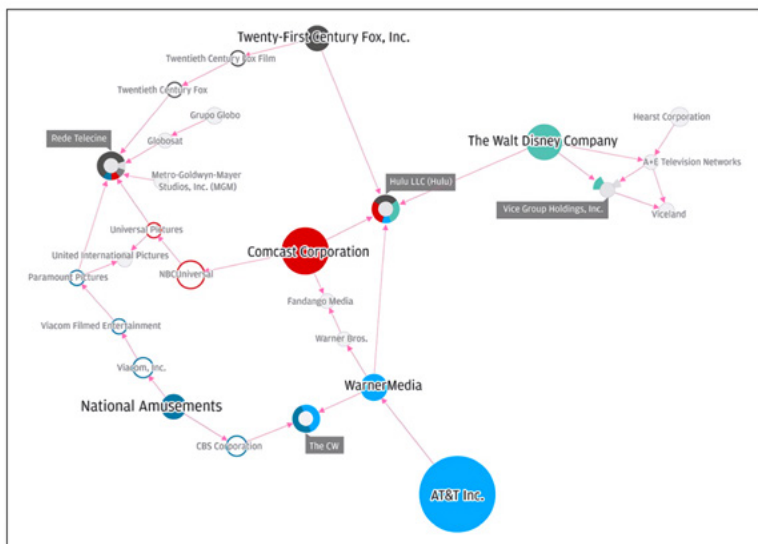 Twenty-First Century Fox, Inc.
Twentieth Century Fox Film
Twentieth Century Fox
Grupo Globo
Rede Telecine
Globosat
Metro-Goldwyn-Mayer
Studios, Inc. (MGM)
Hearst Corporation
The Walt Disney Company
A+E Television Networks
Hulu LLC (Hulu)
Vice Group Holdings, Inc.
Viceland
Universal Pictures
Comcast Corporation
United International Pictures
Paramount Pictures
NBCUniversal
Fandango Media
Viacom Filmed Entertainment
Warner Bros.
Viacom, Inc.
WarnerMedia
National Amusements
CBS Corporation
The CW
AT&T Inc.